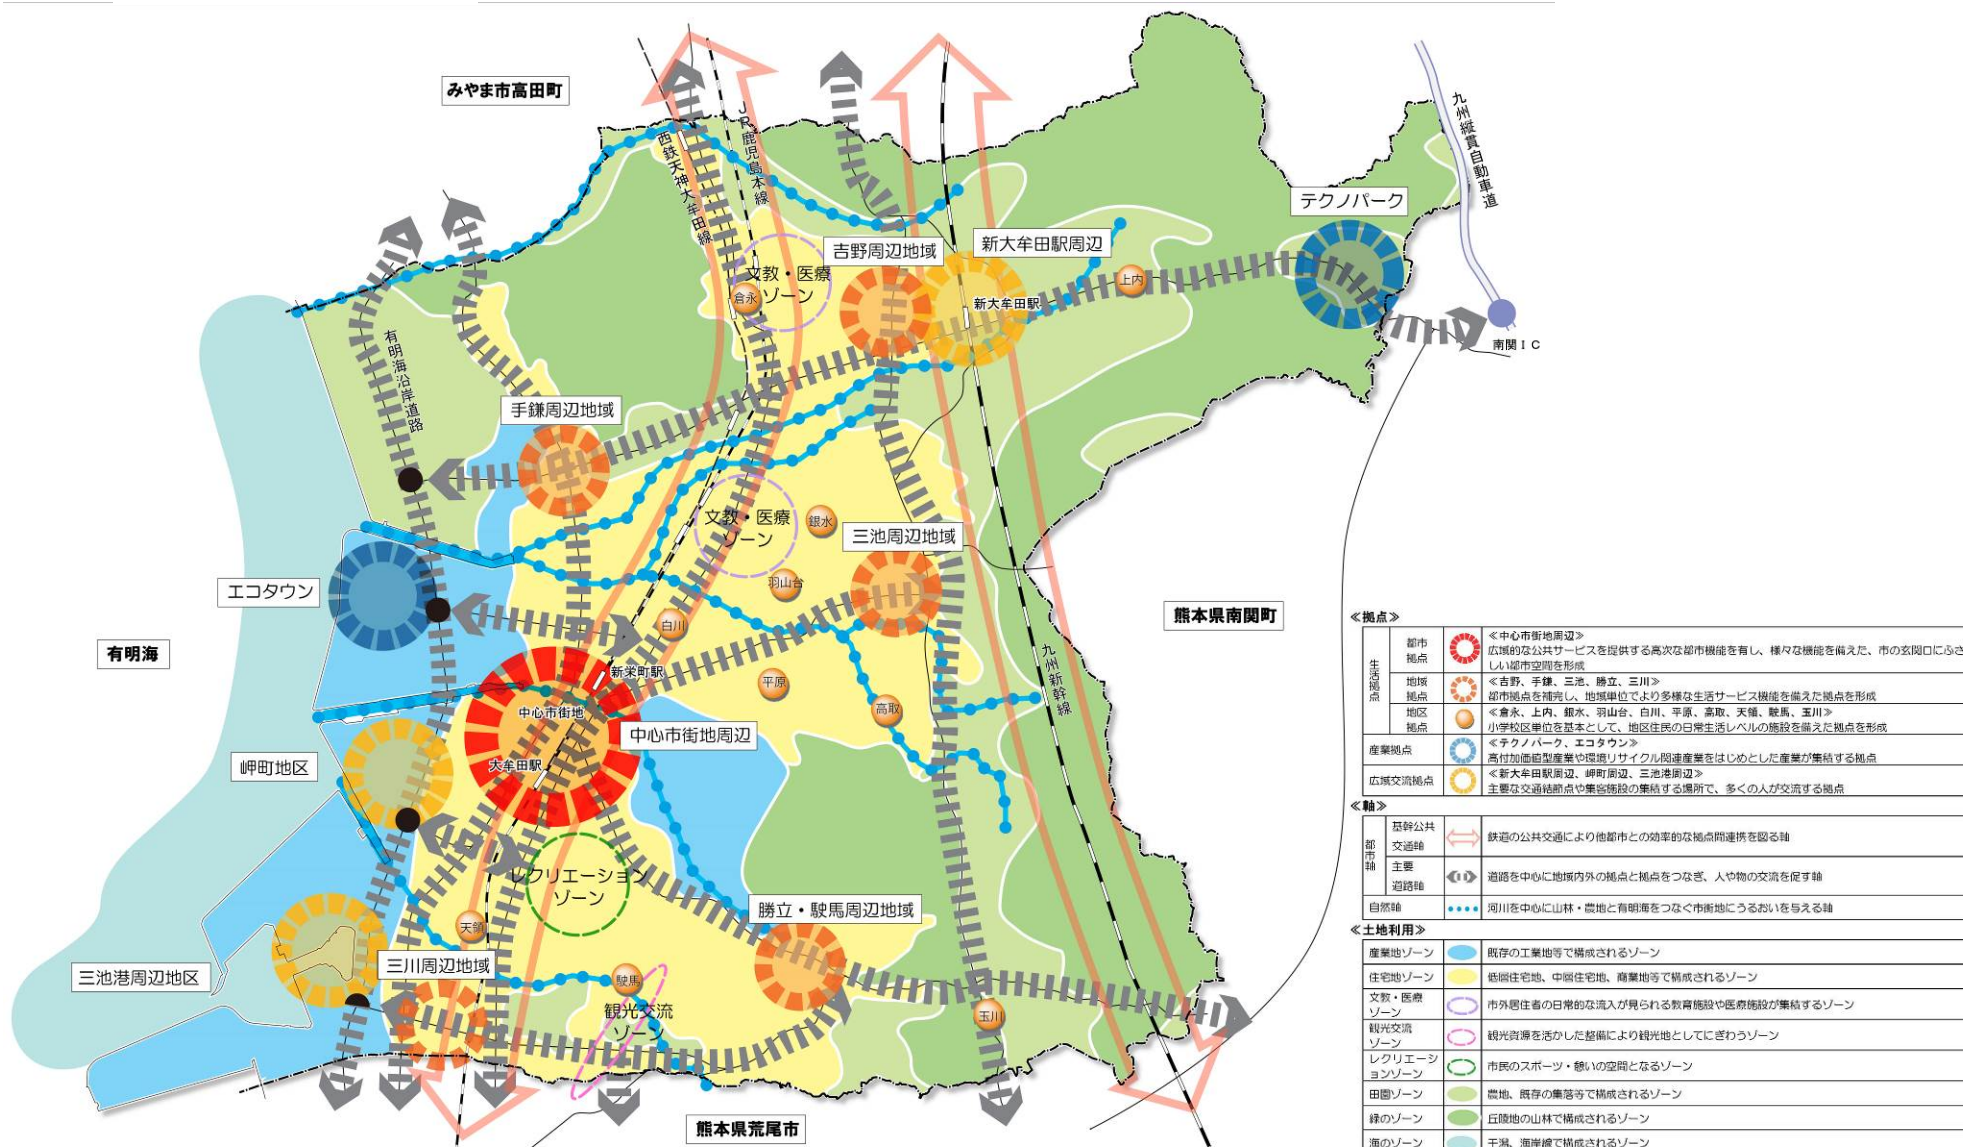 みやま市高田町
西鉄天神大牟田線
JR鹿児島本線
九州縦貫自動車道
テクノパーク
吉野周辺地域
新大牟田駅周辺
文教・医療
ゾーン
倉永
上内
新大牟田駅
南関IC
有明海沿岸道路
手鎌周辺地域
文教・医療
ゾーン
銀水
三池周辺地域
エコタウン
羽山台
熊本県南関町
白川
有明海
新栄町駅
九州新幹線
平原
高取
中心市街地
中心市街地周辺
大牟田駅
岬町地区
レクリエーション
ゾーン
勝立・駛馬周辺地域
天領
三川周辺地域
三池港周辺地区
駛馬
観光交流
ゾーン
玉川
熊本県荒尾市
≪拠点≫
生活拠点
都市
拠点
≪中心市街地周辺≫
広域的な公共サービスを提供する高次な都市機能を有し、様々な機能を備えた、市の玄関口にふさ
しい都市空間を形成
地域
拠点
≪吉野、手鎌、三池、勝立、三川≫
都市拠点を補完し、地域単位でより多様な生活サービス機能を備えた拠点を形成
地区
拠点
≪倉永、上内、銀水、羽山台、白川、平原、高取、天領、駛馬、玉川≫
小学校区単位を基本として、地区住民の日常生活レベルの施設を備えた拠点を形成
産業拠点
≪テクノパーク、エコタウン≫
高付加価値型産業や環境リサイクル関連産業をはじめとした産業が集積する拠点
広域交流拠点
≪新大牟田駅周辺、岬町周辺、三池港周辺≫
主要な交通結節点や集客施設の集積する場所で、多くの人が交流する拠点
≪軸≫
都市軸
基幹公共
交通軸
鉄道の公共交通により他都市との効率的な拠点間連携を図る軸
主要
道路軸
道路を中心に地域内外の拠点と拠点をつなぎ、人や物の交流を促す軸
自然軸
河川を中心に山林・農地と有明海をつなぐ市街地にうるおいを与える軸
≪土地利用≫
産業地ゾーン
既存の工業地等で構成されるゾーン
住宅地ゾーン
低層住宅地、中層住宅地、商業地等で構成されるゾーン
文教・医療
ゾーン
市外居住者の日常的な流入が見られる教育施設や医療施設が集積するゾーン
観光交流
ゾーン
観光資源を活かした整備により観光地としてにぎわうゾーン
レクリエーシ
ョンゾーン
市民のスポーツ・憩いの空間となるゾーン
田園ゾーン
農地、既存の集落等で構成されるゾーン
緑のゾーン
丘陵地の山林で構成されるゾーン
海のゾーン
干潟、海岸線で構成されるゾーン